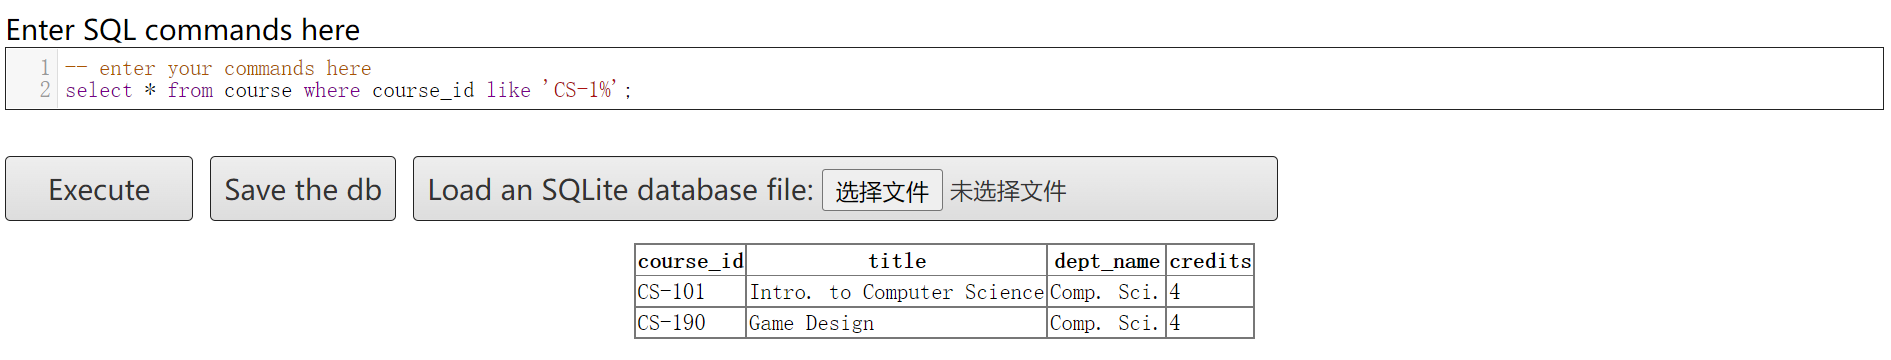 Enter SQL commands here
1 -- enter your commands here
2 select * from course where course_id like 'CS-1%';
Execute Save the db Load an SQLite database file: 选择文件 未选择文件
course_id title dept_name credits
CS-101 Intro. to Computer Science Comp. Sci. 4
CS-190 Game Design Comp. Sci. 4